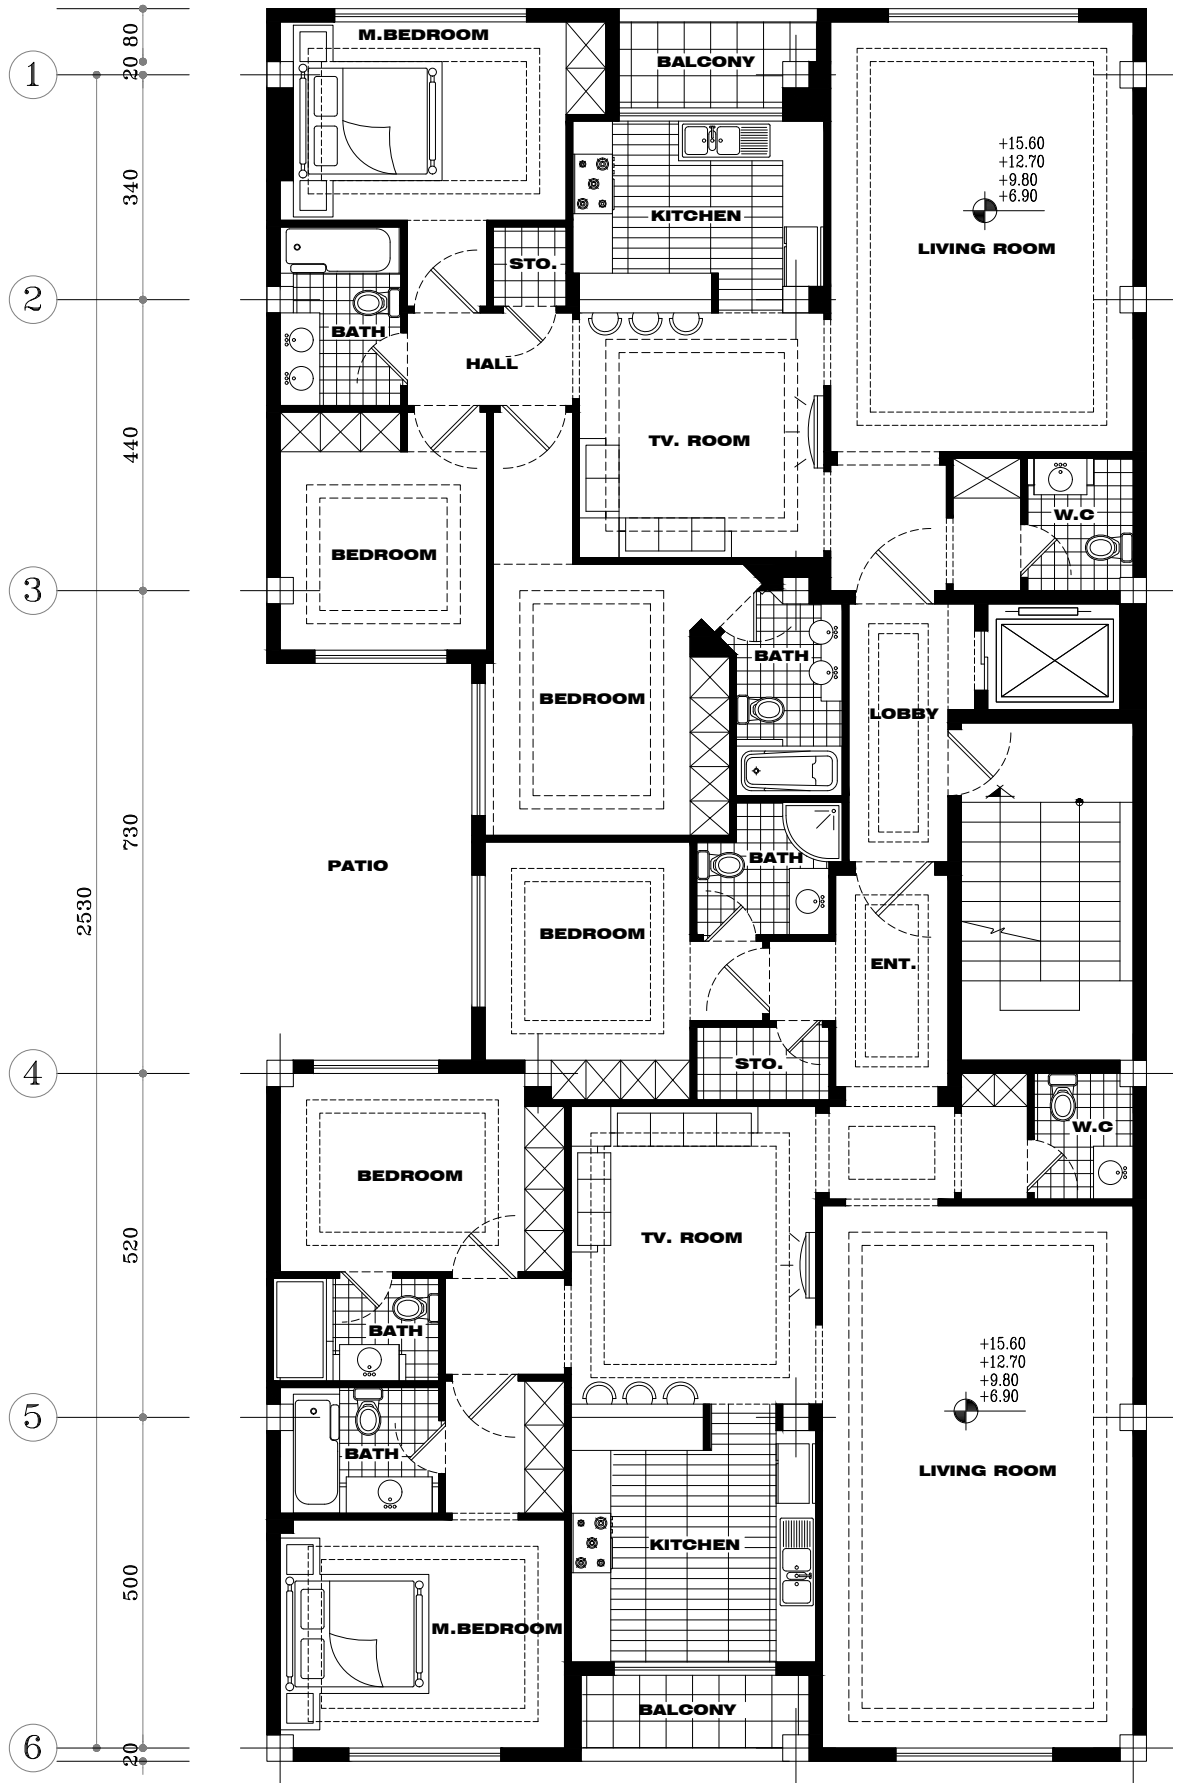 80
M.BEDROOM
BALCONY
20
1
+15.60
+12.70
+9.80
+6.90
340
KITCHEN
LIVING ROOM
STO.
2
BATH
HALL
440
TV. ROOM
W.C
BEDROOM
3
BATH
BEDROOM
LOBBY
730
BATH
PATIO
2530
BEDROOM
ENT.
STO.
4
W.C
BEDROOM
520
TV. ROOM
BATH
+15.60
+12.70
+9.80
+6.90
5
BATH
LIVING ROOM
500
KITCHEN
M.BEDROOM
BALCONY
6
20